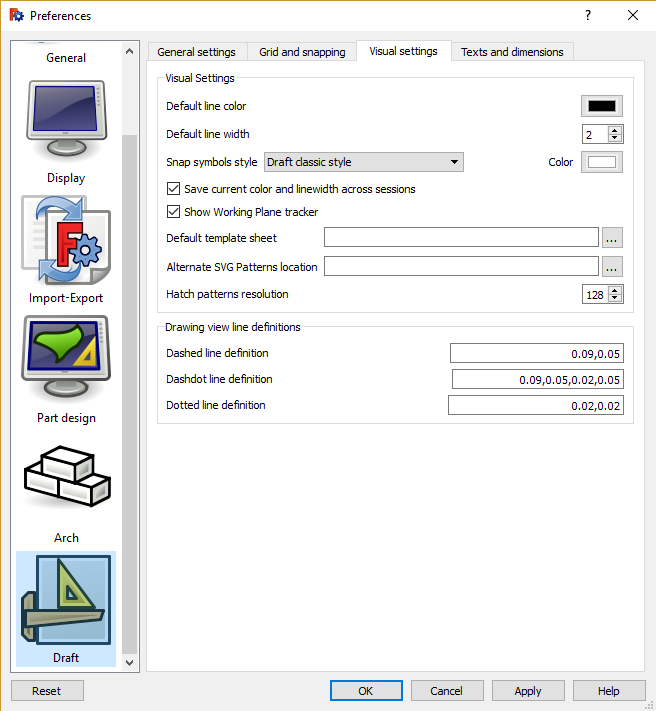 Preferences
?
General
Display
Import-Export
Part design
Arch
Draft
General settings Grid and snapping Visual settings Texts and dimensions
Visual Settings
Default line color
Default line width 2
Snap symbols style Draft classic style Color
Save current color and linewidth across sessions
Show Working Plane tracker
Default template sheet ...
Alternate SVG Patterns location ...
Hatch patterns resolution 128
Drawing view line definitions
Dashed line definition 0.09,0.05
Dashdot line definition 0.09,0.05,0.02,0.05
Dotted line definition 0.02,0.02
Reset OK Cancel Apply Help